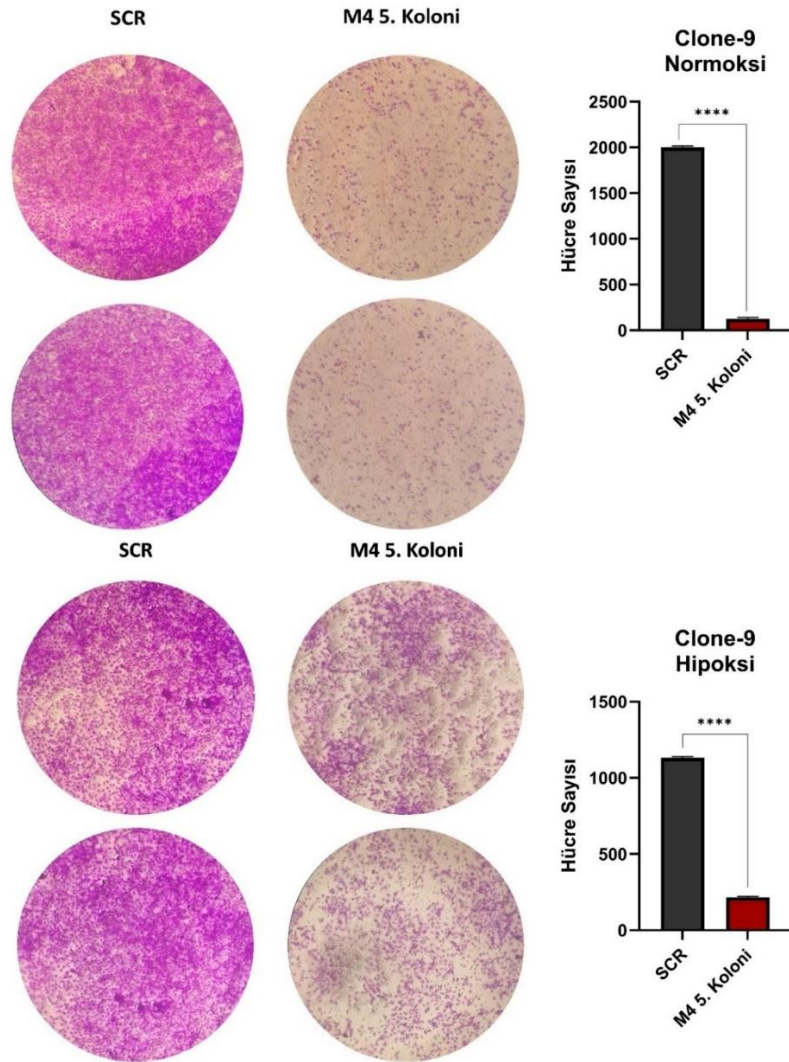 SCR
M4 5. Koloni
Clone-9
Normoksi
2500
2000
1500
1000
500
0
Hücre Sayısı
****
SCR
M4 5. Koloni
SCR
M4 5. Koloni
Clone-9
Hipoksi
1500
1000
500
0
Hücre Sayısı
****
SCR
M4 5. Koloni